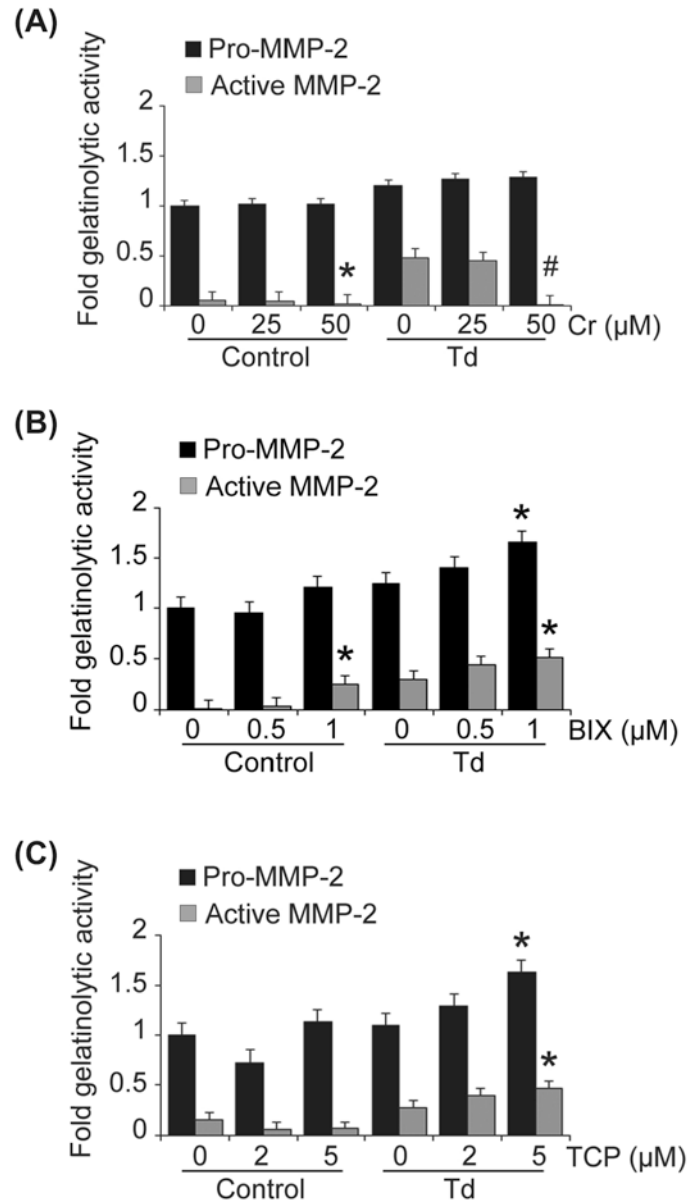 (A)
Pro-MMP-2
Active MMP-2
Fold gelatinolytic activity
2
1.5
1
0.5
0
*
#
0 25 50 0 25 50 Cr (µM)
Control Td
(B)
Pro-MMP-2
Active MMP-2
Fold gelatinolytic activity
2
1.5
1
0.5
0
*
*
*
0 0.5 1 0 0.5 1 BIX (µM)
Control Td
(C)
Pro-MMP-2
Active MMP-2
Fold gelatinolytic activity
2
1.5
1
0.5
0
*
*
0 2 5 0 2 5 TCP (µM)
Control Td